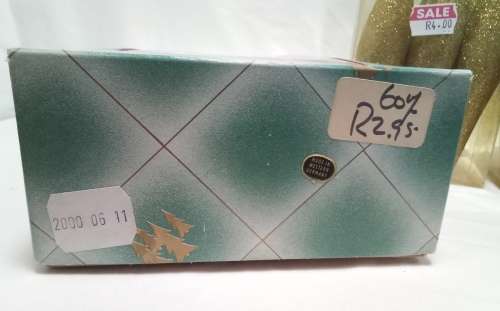 SALE
R4.00
60%
R2.95.
MADE IN
WESTERN
GERMANY
2000 06 11